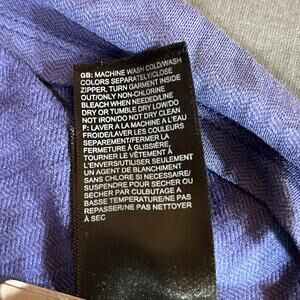 GB: MACHINE WASH COLD/WASH
COLORS SEPARATELY/CLOSE
ZIPPER, TURN GARMENT INSIDE
OUT/ONLY NON-CHLORINE
BLEACH WHEN NEEDED/LINE
DRY OR TUMBLE DRY LOW/DO
NOT IRON/DO NOT DRY CLEAN
F: LAVER A LA MACHINE A L'EAU
FROIDE/LAVER LES COULEURS
SEPAREMENT/FERMER LA
FERMETURE À GLISSIÈRE,
TOURNER LE VÊTEMENT À
L'ENVERS/UTILISER SEULEMENT
UN AGENT DE BLANCHIMENT
SANS CHLORE SI NECESSAIRE/
SUSPENDRE POUR SECHER OU
SECHER PAR CULBUTAGE A
BASSE TEMPERATURE/NE PAS
REPASSER/NE PAS NETTOYER
À SEC